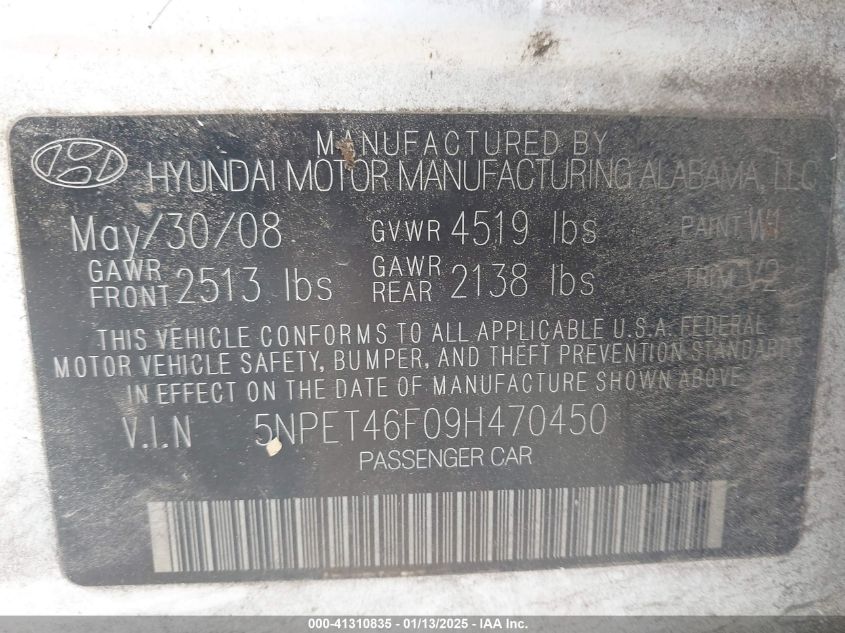 MANUFACTURED BY
HYUNDAI MOTOR MANUFACTURING ALABAMA, LLC
May/30/08 GVWR 4519 lbs PAINT W1
GAWR FRONT 2513 lbs GAWR REAR 2138 lbs TRIM V2
THIS VEHICLE CONFORMS TO ALL APPLICABLE U.S.A. FEDERAL
MOTOR VEHICLE SAFETY, BUMPER, AND THEFT PREVENTION STANDARDS
IN EFFECT ON THE DATE OF MANUFACTURE SHOWN ABOVE
V.I.N 5NPET46F09H470450
PASSENGER CAR
000-41310835 - 01/13/2025 - IAA Inc.